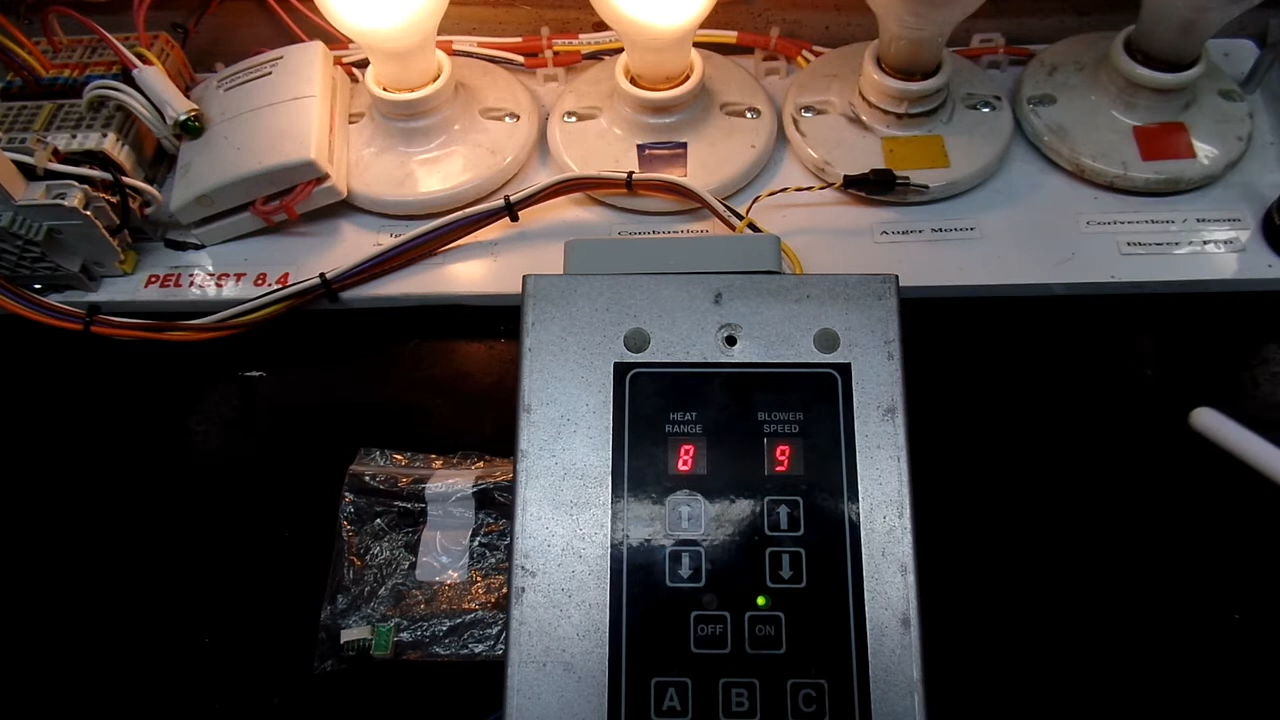 Combustion
Auger Motor
Convection / Room
PELTEST 8.4
HEAT
RANGE
BLOWER
SPEED
8
9
OFF
ON
A
B
C